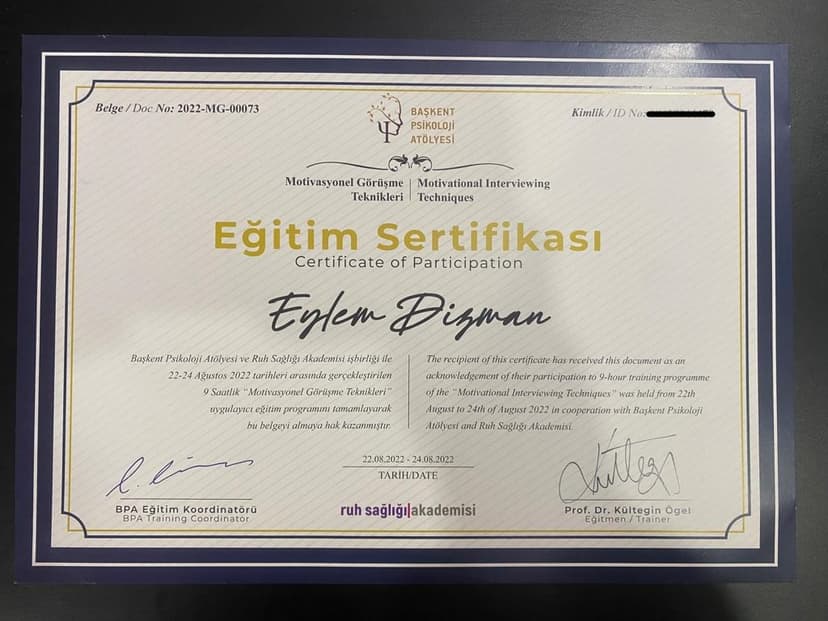 Belge / Doc No: 2022-MG-00073
Kimlik / ID No:
BAŞKENT
PSİKOLOJİ
ATÖLYESİ
Motivasyonel Görüşme
Teknikleri
Motivational Interviewing
Techniques
Eğitim Sertifikası
Certificate of Participation
Eylem Dizman
Başkent Psikoloji Atölyesi ve Ruh Sağlığı Akademisi işbirliği ile
22-24 Ağustos 2022 tarihleri arasında gerçekleştirilen
9 Saatlik "Motivasyonel Görüşme Teknikleri"
uygulayıcı eğitim programını tamamlayarak
bu belgeyi almaya hak kazanmıştır.
The recipient of this certificate has received this document as an
acknowledgement of their participation to 9-hour training programme
of the "Motivational Interviewing Techniques" was held from 22th
August to 24th of August 2022 in cooperation with Başkent Psikoloji
Atölyesi and Ruh Sağlığı Akademisi.
22.08.2022 - 24.08.2022
TARİH/DATE
BPA Eğitim Koordinatörü
BPA Training Coordinator
ruh sağlığı|akademisi
Kültegin
Prof. Dr. Kültegin Ögel
Eğitmen / Trainer